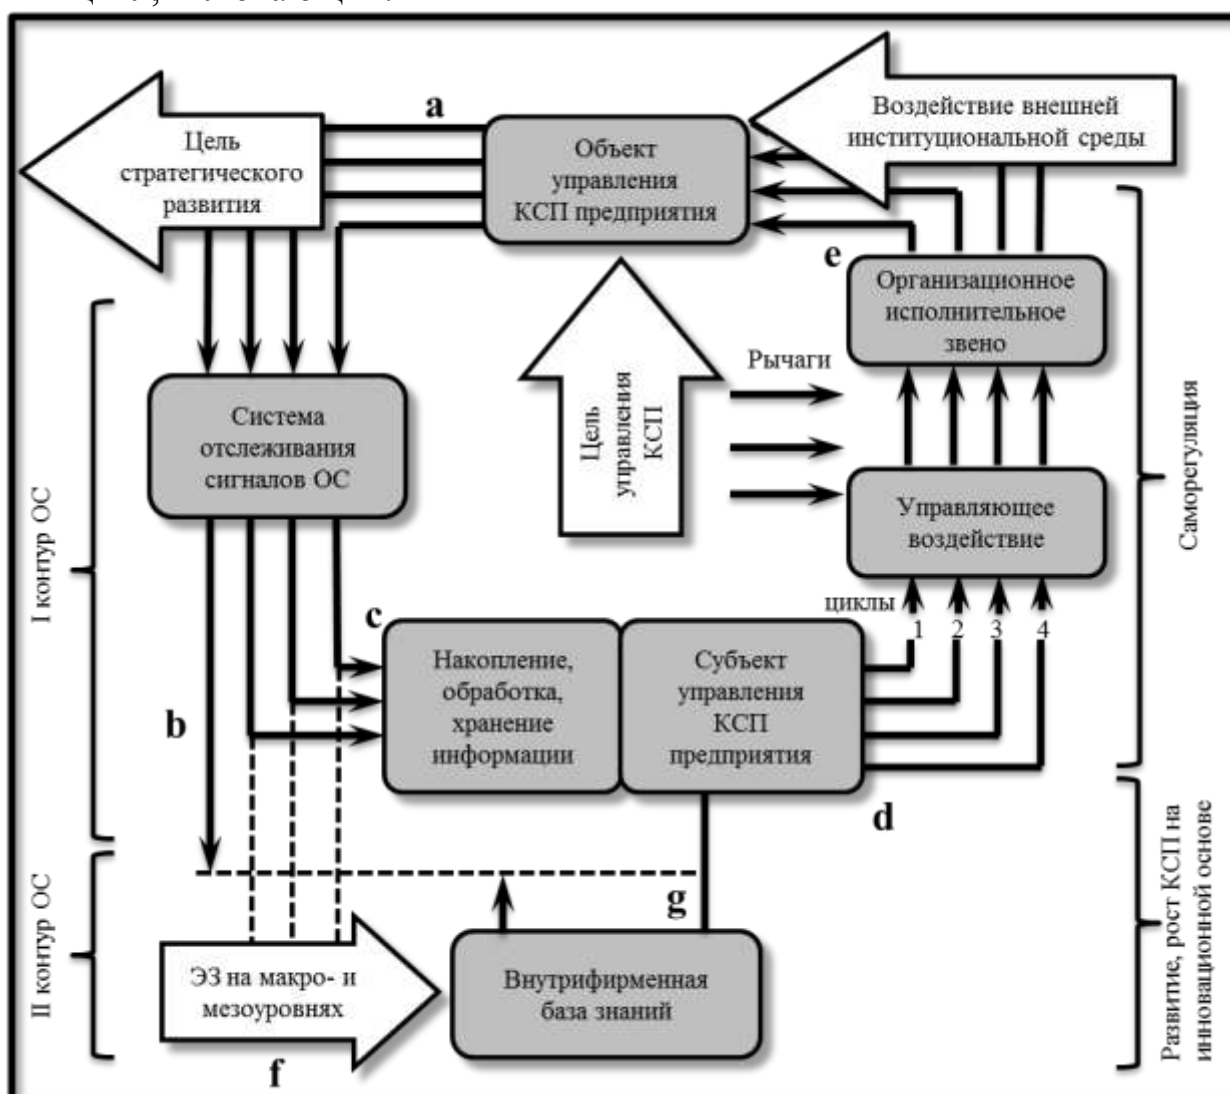 a
Цель
стратегического
развития
Объект
управления
КСП предприятия
Воздействие внешней
институциональной среды
e
Организационное
исполнительное
звено
Рычаги
Цель
управления
КСП
Система
отслеживания
сигналов ОС
Управляющее
воздействие
I контур ОС
Саморегуляция
циклы
1 2 3 4
c
Накопление,
обработка,
хранение
информации
Субъект
управления
КСП
предприятия
b
d
g
II контур ОС
ЭЗ на макро- и
мезоуровнях
f
Внутрифирменная
база знаний
Развитие, рост КСП на
инновационной основе